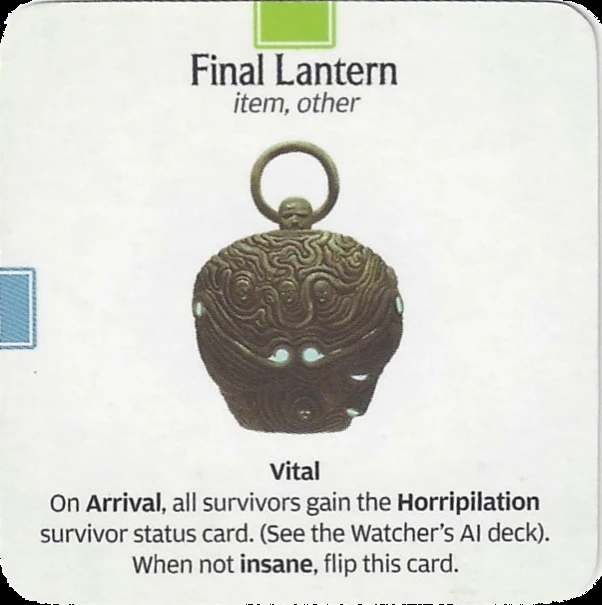 Final Lantern
item, other
Vital
On Arrival, all survivors gain the Horripilation
survivor status card. (See the Watcher's AI deck).
When not insane, flip this card.